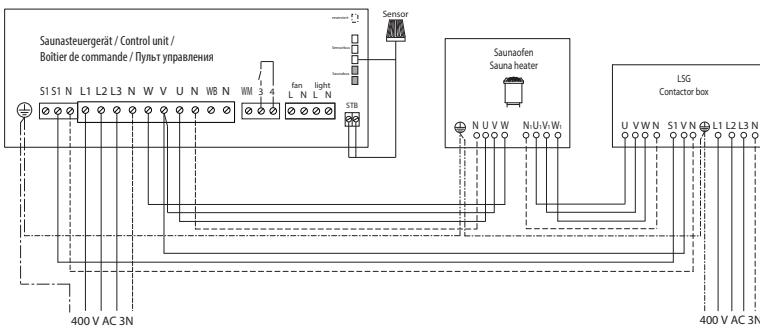 Saunasteuergerät / Control unit /
Boîtier de commande / Пульт управления
Sensor
S1 S1 N L1 L2 L3 N W V U N WB N WM 3 4
fan light
L N L N
STB
Saunaofen
Sauna heater
N U V W N₁ U₁ V₁ W₁
LSG
Contactor box
U V W N S1 V N L1 L2 L3 N
400 V AC 3N
400 V AC 3N